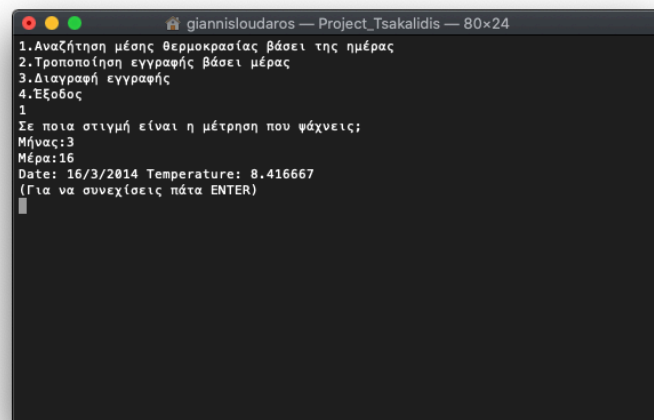 giannisloudaros — Project_Tsakalidis — 80×24
1.Αναζήτηση μέσης θερμοκρασίας βάσει της ημέρας
2.Τροποποίηση εγγραφής βάσει μέρας
3.Διαγραφή εγγραφής
4.Έξοδος
1
Σε ποια στιγμή είναι η μέτρηση που ψάχνεις;
Μήνας:3
Μέρα:16
Date: 16/3/2014 Temperature: 8.416667
(Για να συνεχίσεις πάτα ENTER)